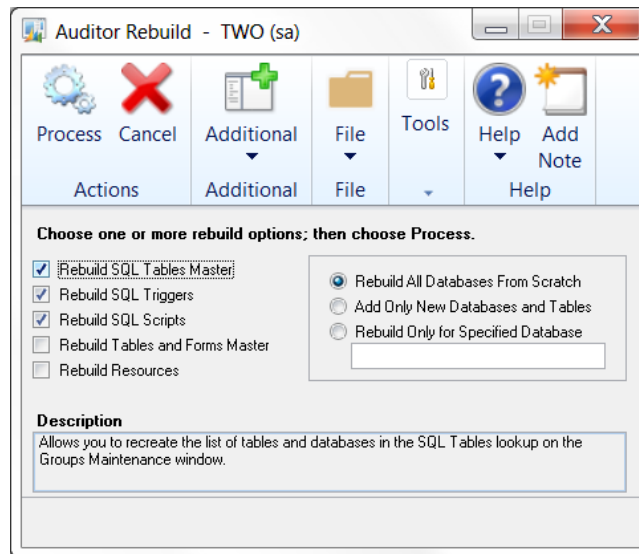 Auditor Rebuild - TWO (sa)
Process Cancel Additional File Tools Help Add Note
Actions Additional File Help
Choose one or more rebuild options; then choose Process.
Rebuild SQL Tables Master
Rebuild SQL Triggers
Rebuild SQL Scripts
Rebuild Tables and Forms Master
Rebuild Resources
Rebuild All Databases From Scratch
Add Only New Databases and Tables
Rebuild Only for Specified Database
Description
Allows you to recreate the list of tables and databases in the SQL Tables lookup on the
Groups Maintenance window.